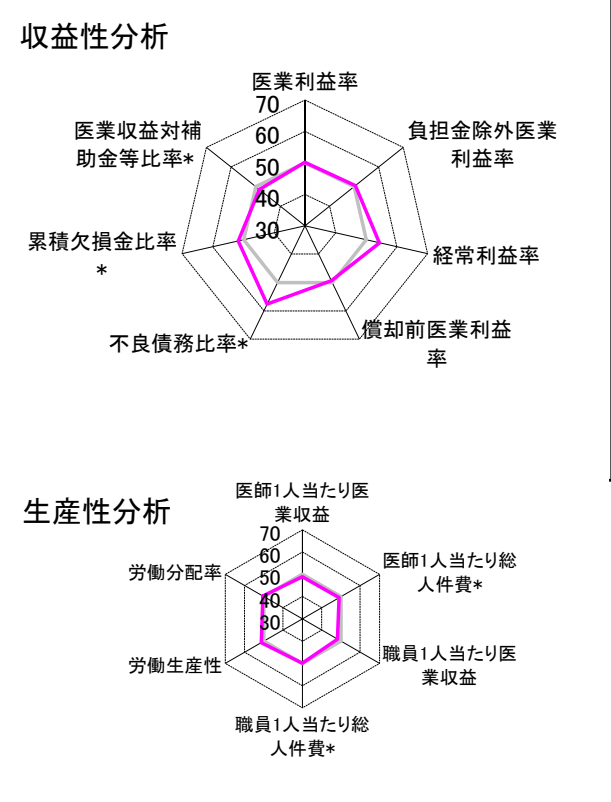 収益性分析
医業利益率
70
60
50
40
30
負担金除外医業
利益率
経常利益率
償却前医業利益
率
不良債務比率*
累積欠損金比率
*
医業収益対補
助金等比率*
生産性分析
医師1人当たり医
業収益
70
60
50
40
30
医師1人当たり総
人件費*
職員1人当たり医
業収益
職員1人当たり総
人件費*
労働生産性
労働分配率